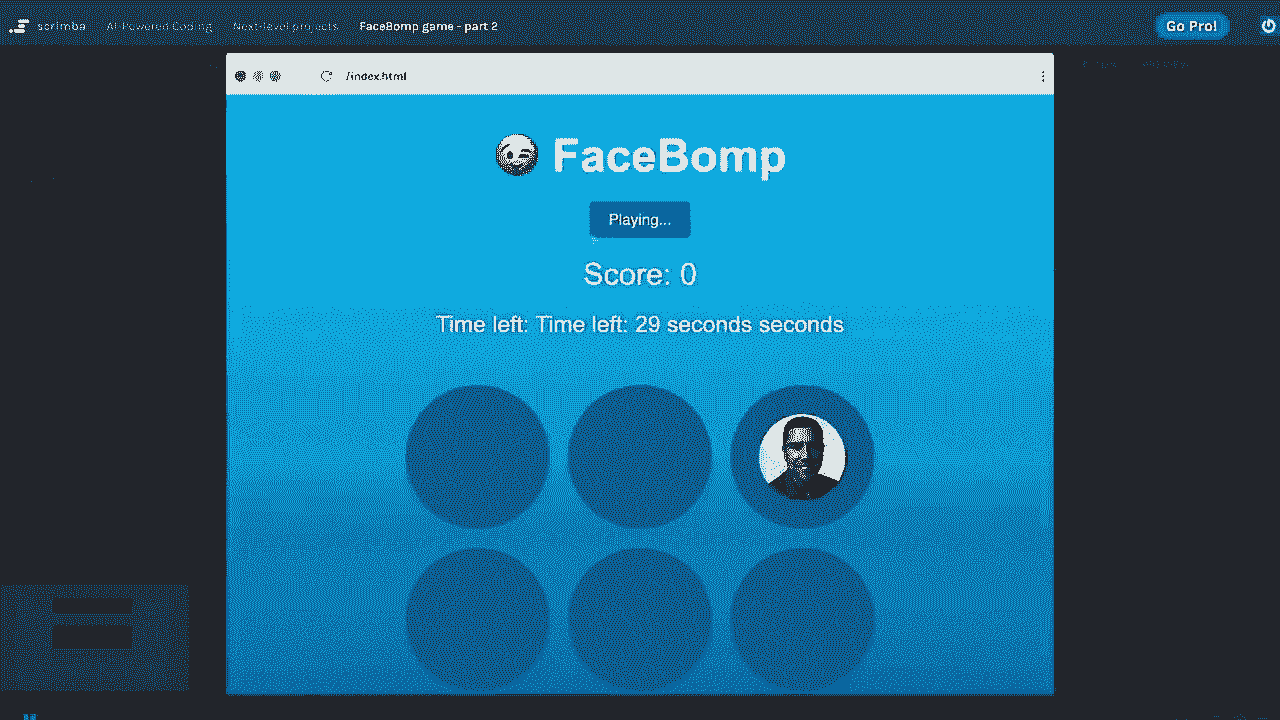 scrimba AI-Powered Coding Next-level projects FaceBomp game - part 2 Go Pro!
/index.html
FaceBomp
Playing...
Score: 0
Time left: Time left: 29 seconds seconds